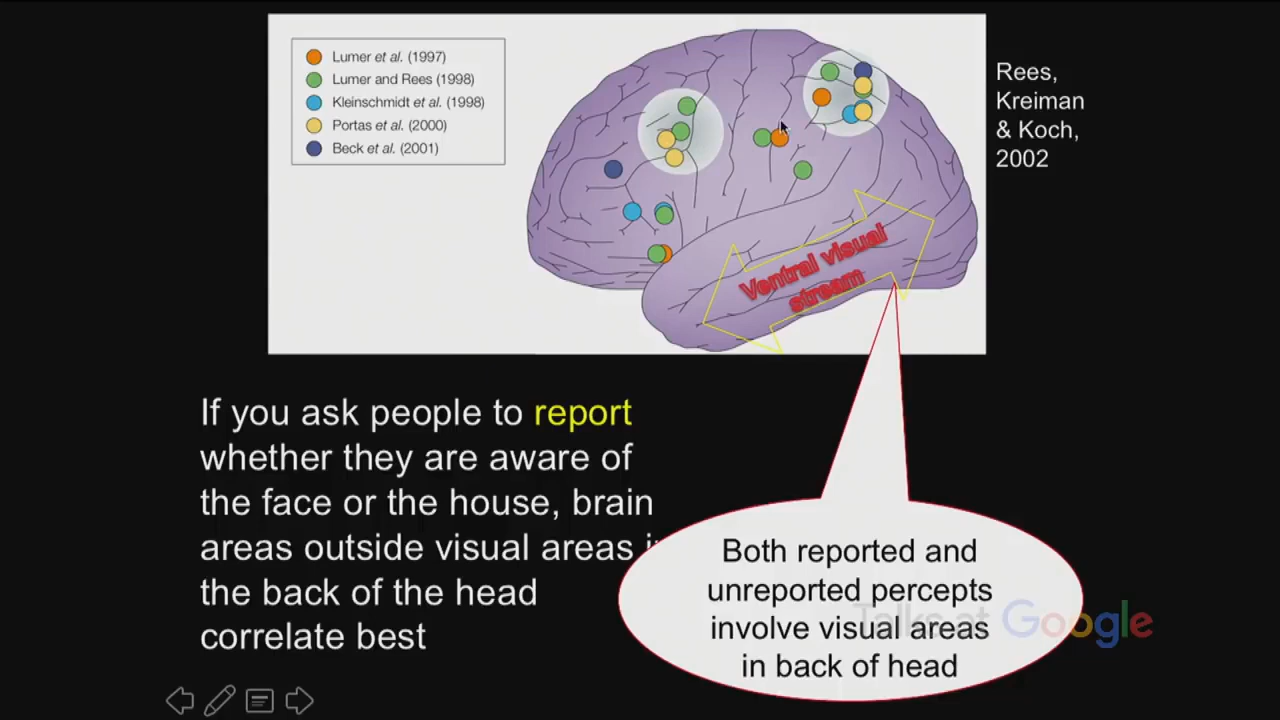 Lumer et al. (1997)
Lumer and Rees (1998)
Kleinschmidt et al. (1998)
Portas et al. (2000)
Beck et al. (2001)
Rees,
Kreiman
& Koch,
2002
Ventral visual
stream
If you ask people to report
whether they are aware of
the face or the house, brain
areas outside visual areas
the back of the head
correlate best
Both reported and
unreported percepts
involve visual areas
in back of head
Talks at Google